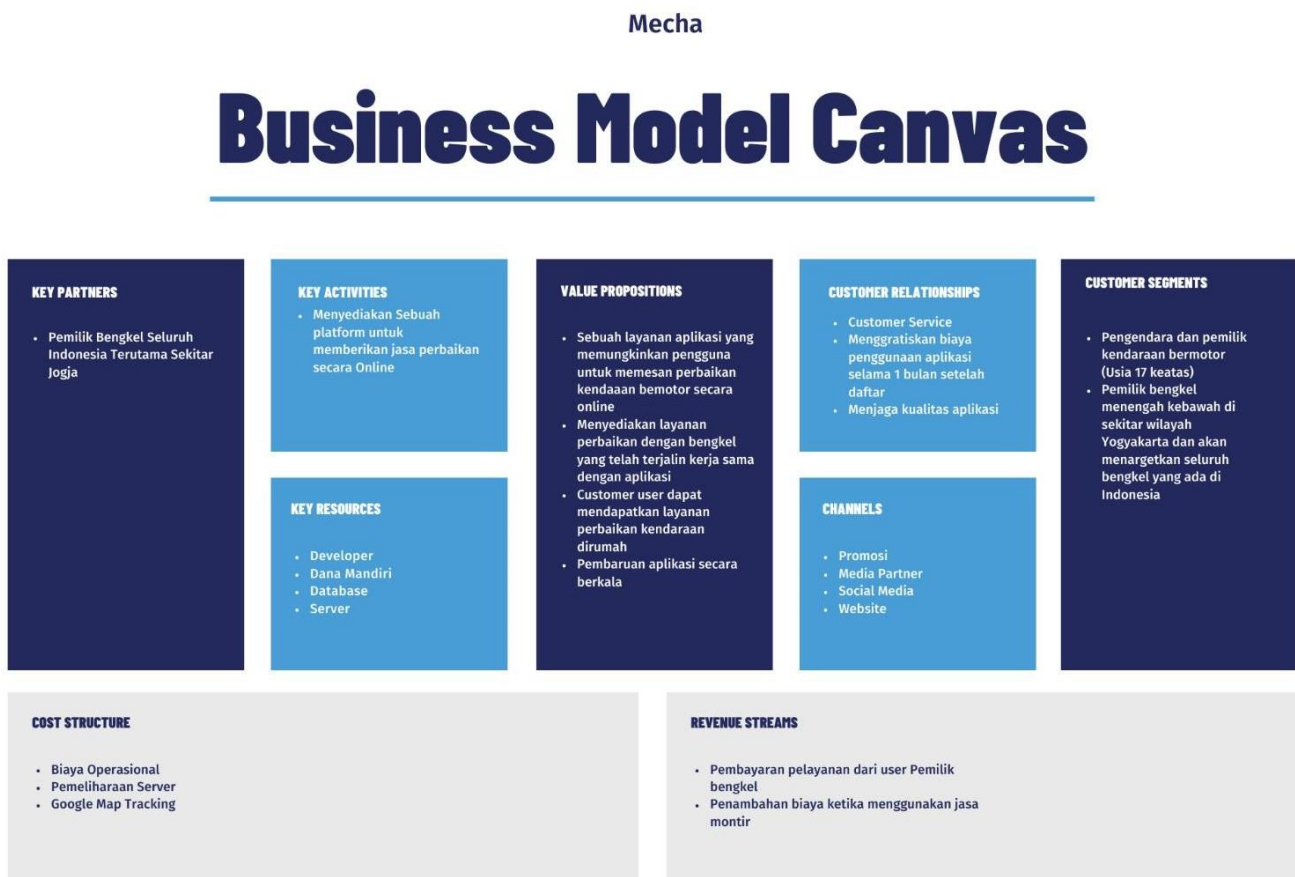 Mecha
Business Model Canvas
KEY PARTNERS
• Pemilik Bengkel Seluruh
Indonesia Terutama Sekitar
Jogja
KEY ACTIVITIES
• Menyediakan Sebuah
platform untuk
memberikan jasa perbaikan
secara Online
KEY RESOURCES
• Developer
• Dana Mandiri
• Database
• Server
VALUE PROPOSITIONS
• Sebuah layanan aplikasi yang
memungkinkan pengguna
untuk memesan perbaikan
kendaaan bemotor secara
online
• Menyediakan layanan
perbaikan dengan bengkel
yang telah terjalin kerja sama
dengan aplikasi
• Customer user dapat
mendapatkan layanan
perbaikan kendaraan
dirumah
• Pembaruan aplikasi secara
berkala
CUSTOMER RELATIONSHIPS
• Customer Service
• Menggratiskan biaya
penggunaan aplikasi
selama 1 bulan setelah
daftar
• Menjaga kualitas aplikasi
CHANNELS
• Promosi
• Media Partner
• Social Media
• Website
CUSTOMER SEGMENTS
• Pengendara dan pemilik
kendaraan bermotor
(Usia 17 keatas)
• Pemilik bengkel
menengah kebawah di
sekitar wilayah
Yogyakarta dan akan
menargetkan seluruh
bengkel yang ada di
Indonesia
COST STRUCTURE
• Biaya Operasional
• Pemeliharaan Server
• Google Map Tracking
REVENUE STREAMS
• Pembayaran pelayanan dari user Pemilik
bengkel
• Penambahan biaya ketika menggunakan jasa
montir